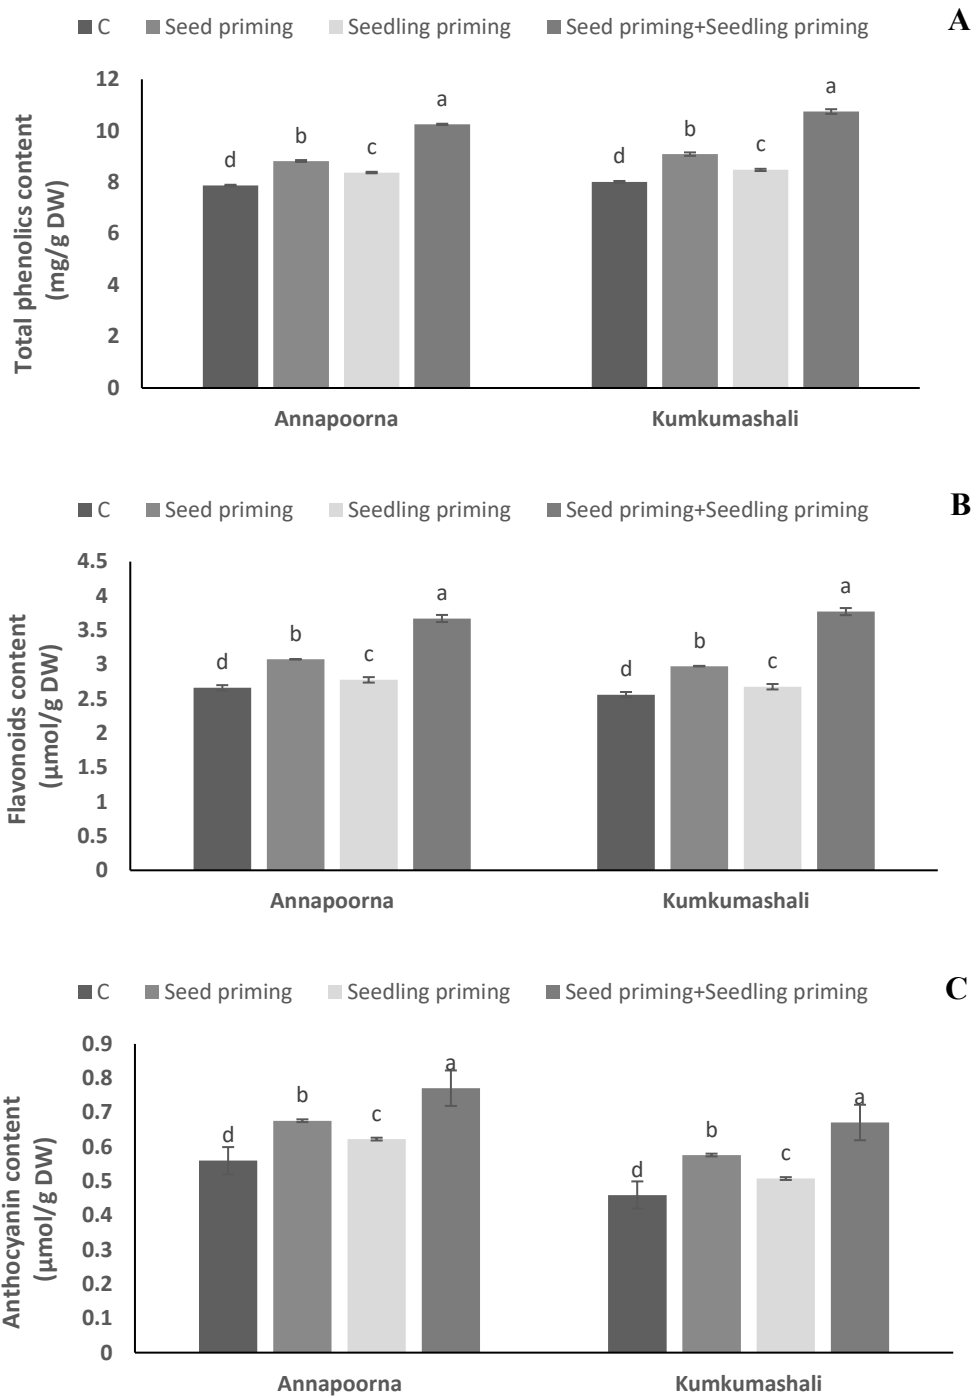 C Seed priming Seedling priming Seed priming+Seedling priming
A
Total phenolics content
(mg/g DW)
12
10
8
6
4
2
0
d b c a d b c a
Annapoorna Kumkumashali
C Seed priming Seedling priming Seed priming+Seedling priming
B
Flavonoids content
(µmol/g DW)
4.5
4
3.5
3
2.5
2
1.5
1
0.5
0
d b c a d b c a
Annapoorna Kumkumashali
C Seed priming Seedling priming Seed priming+Seedling priming
C
Anthocyanin content
(µmol/g DW)
0.9
0.8
0.7
0.6
0.5
0.4
0.3
0.2
0.1
0
d b c a d b c a
Annapoorna Kumkumashali